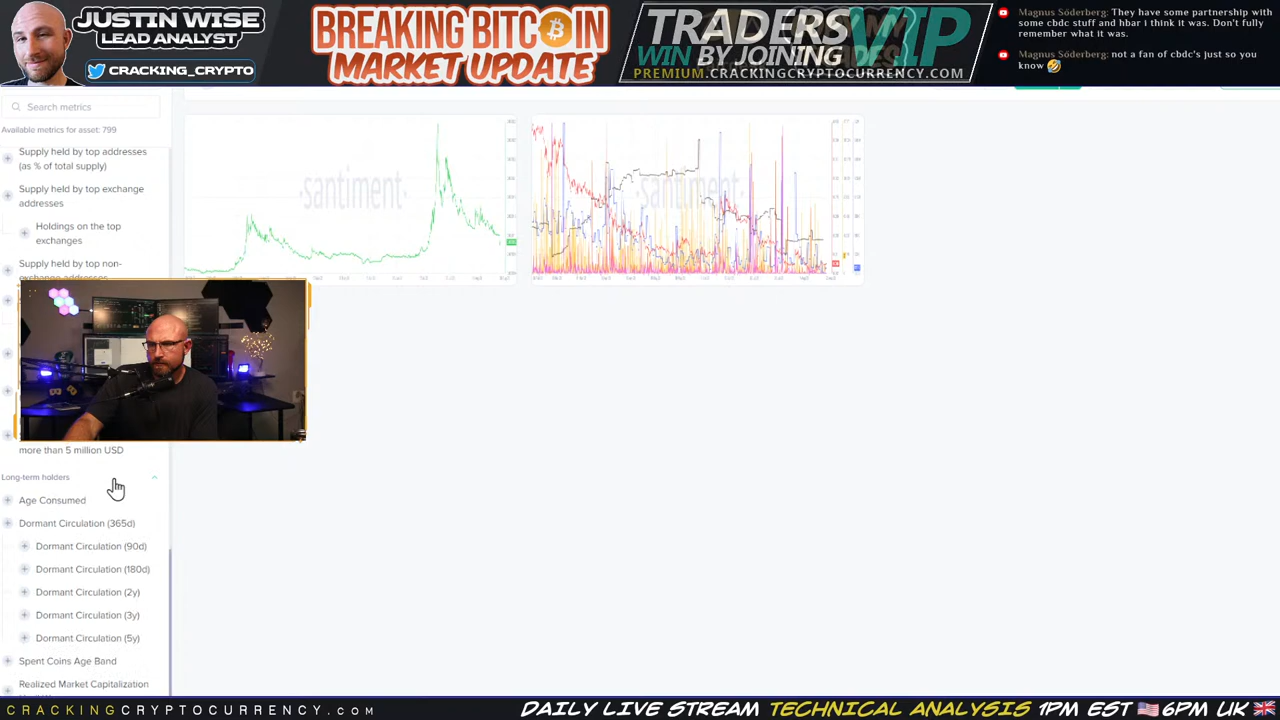 JUSTIN WISE
LEAD ANALYST
CRACKING_CRYPTO
BREAKING BITCOIN
MARKET UPDATE
TRADERS VIP
WIN BY JOINING
PREMIUM.CRACKINGCRYPTOCURRENCY.COM
Magnus Söderberg: They have some partnership with
some cbdc stuff and hbar i think it was. Don't fully
remember what it was.
Magnus Söderberg: not a fan of cbdc's just so you
know 🤣
Search metrics
Available metrics for asset: 799
Supply held by top addresses
(as % of total supply)
Supply held by top exchange
addresses
Holdings on the top
exchanges
Supply held by top non-
exchange addresses
more than 5 million USD
Long-term holders
Age Consumed
Dormant Circulation (365d)
Dormant Circulation (90d)
Dormant Circulation (180d)
Dormant Circulation (2y)
Dormant Circulation (3y)
Dormant Circulation (5y)
Spent Coins Age Band
Realized Market Capitalization
·santiment·
·santiment·
CRACKINGCRYPTOCURRENCY.COM
DAILY LIVE STREAM TECHNICAL ANALYSIS 1PM EST 🇺🇸 6PM UK 🇬🇧